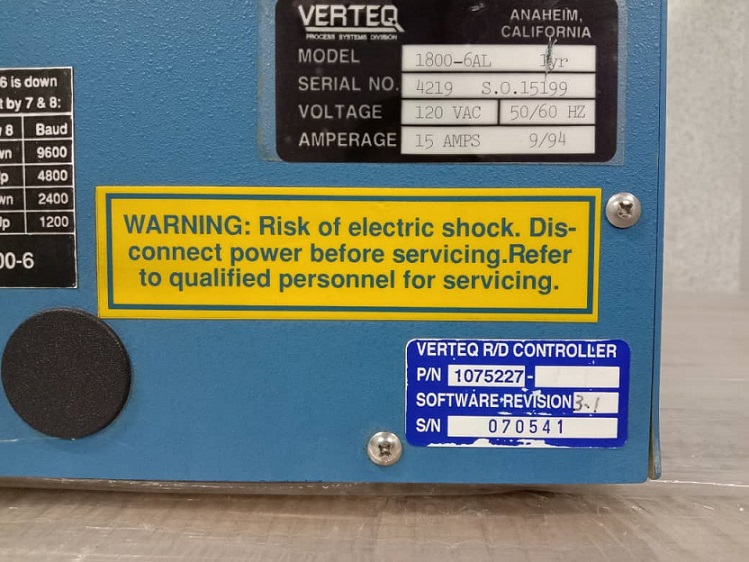 VERTEQ
PROCESS SYSTEMS DIVISION
ANAHEIM,
CALIFORNIA
MODEL 1800-6AL
SERIAL NO. 4219 S.O.15199
VOLTAGE 120 VAC 50/60 HZ
AMPERAGE 15 AMPS 9/94
6 is down
t by 7 & 8:
8 Baud
wn 9600
Up 4800
wn 2400
Up 1200
00-6
WARNING: Risk of electric shock. Dis-
connect power before servicing.Refer
to qualified personnel for servicing.
VERTEQ R/D CONTROLLER
P/N 1075227-
SOFTWARE REVISION 3-1
S/N 070541